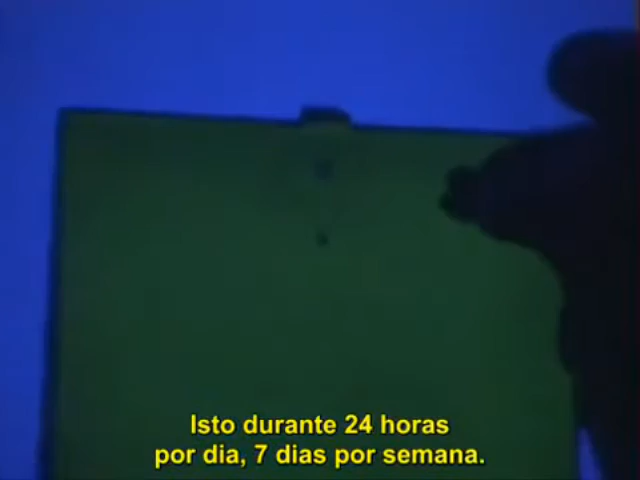 Isto durante 24 horas
por dia, 7 dias por semana.